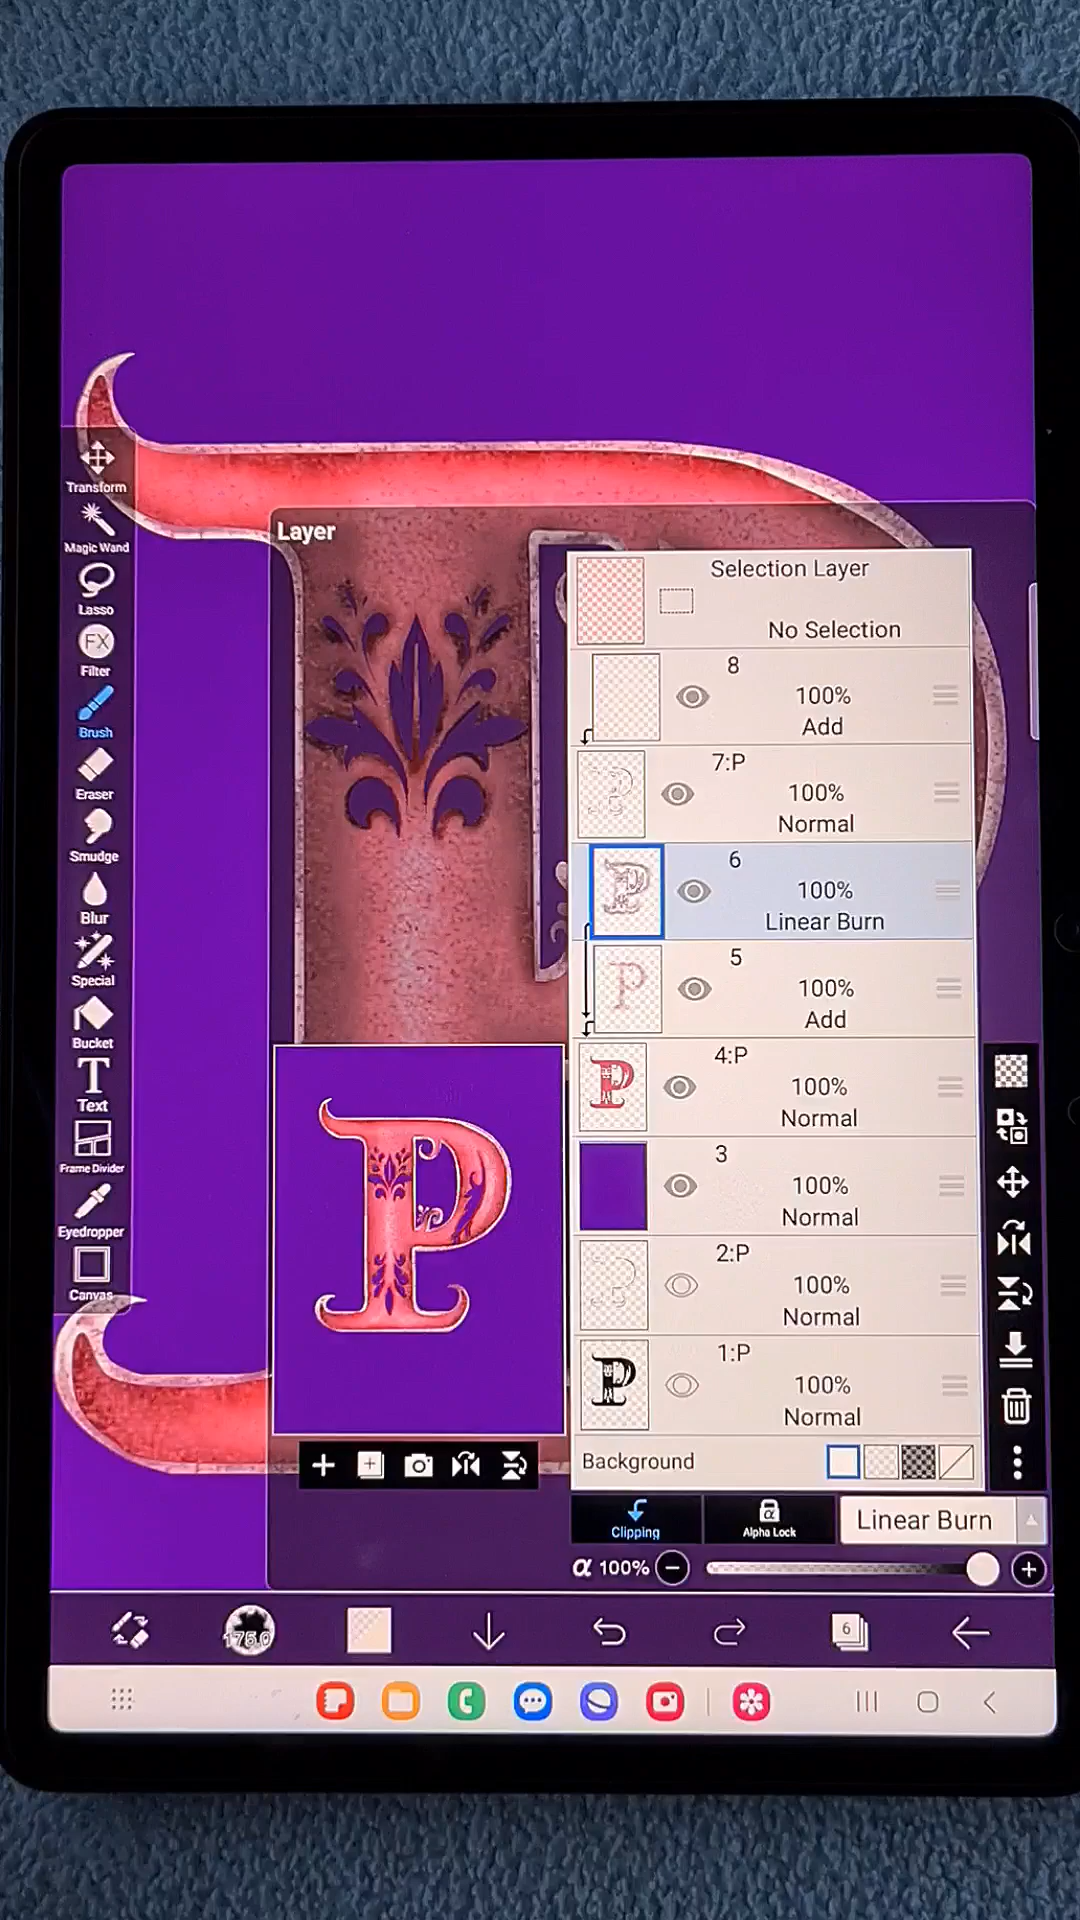 Transform
Magic Wand
Lasso
FX
Filter
Brush
Eraser
Smudge
Blur
Special
Bucket
T
Text
Frame Divider
Eyedropper
Canvas
Layer
Selection Layer
No Selection
8
100%
Add
7:P
100%
Normal
6
100%
Linear Burn
5
100%
Add
4:P
100%
Normal
3
100%
Normal
2:P
100%
Normal
1:P
100%
Normal
Background
P
Clipping
α
Alpha Lock
Linear Burn
α 100%
175.0
6